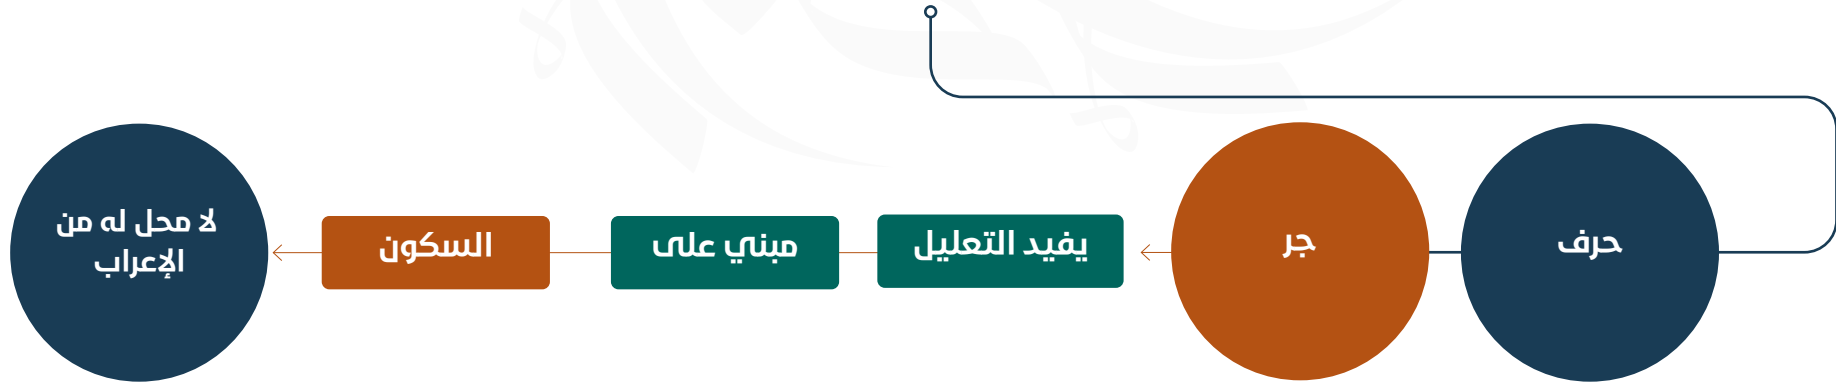 حرف
جر
يفيد التعليل
مبني على
السكون
لا محل له من
الإعراب